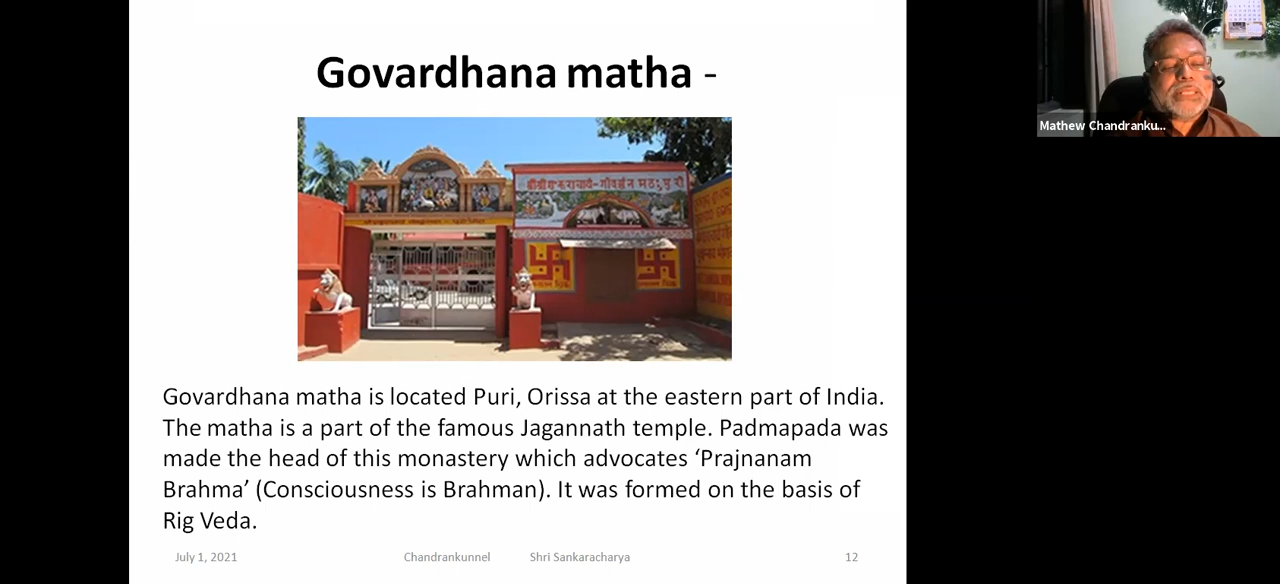 Govardhana matha -
Govardhana matha is located Puri, Orissa at the eastern part of India.
The matha is a part of the famous Jagannath temple. Padmapada was
made the head of this monastery which advocates ‘Prajnanam
Brahma’ (Consciousness is Brahman). It was formed on the basis of
Rig Veda.
July 1, 2021 Chandrankunnel Shri Sankaracharya 12
Mathew Chandranku...